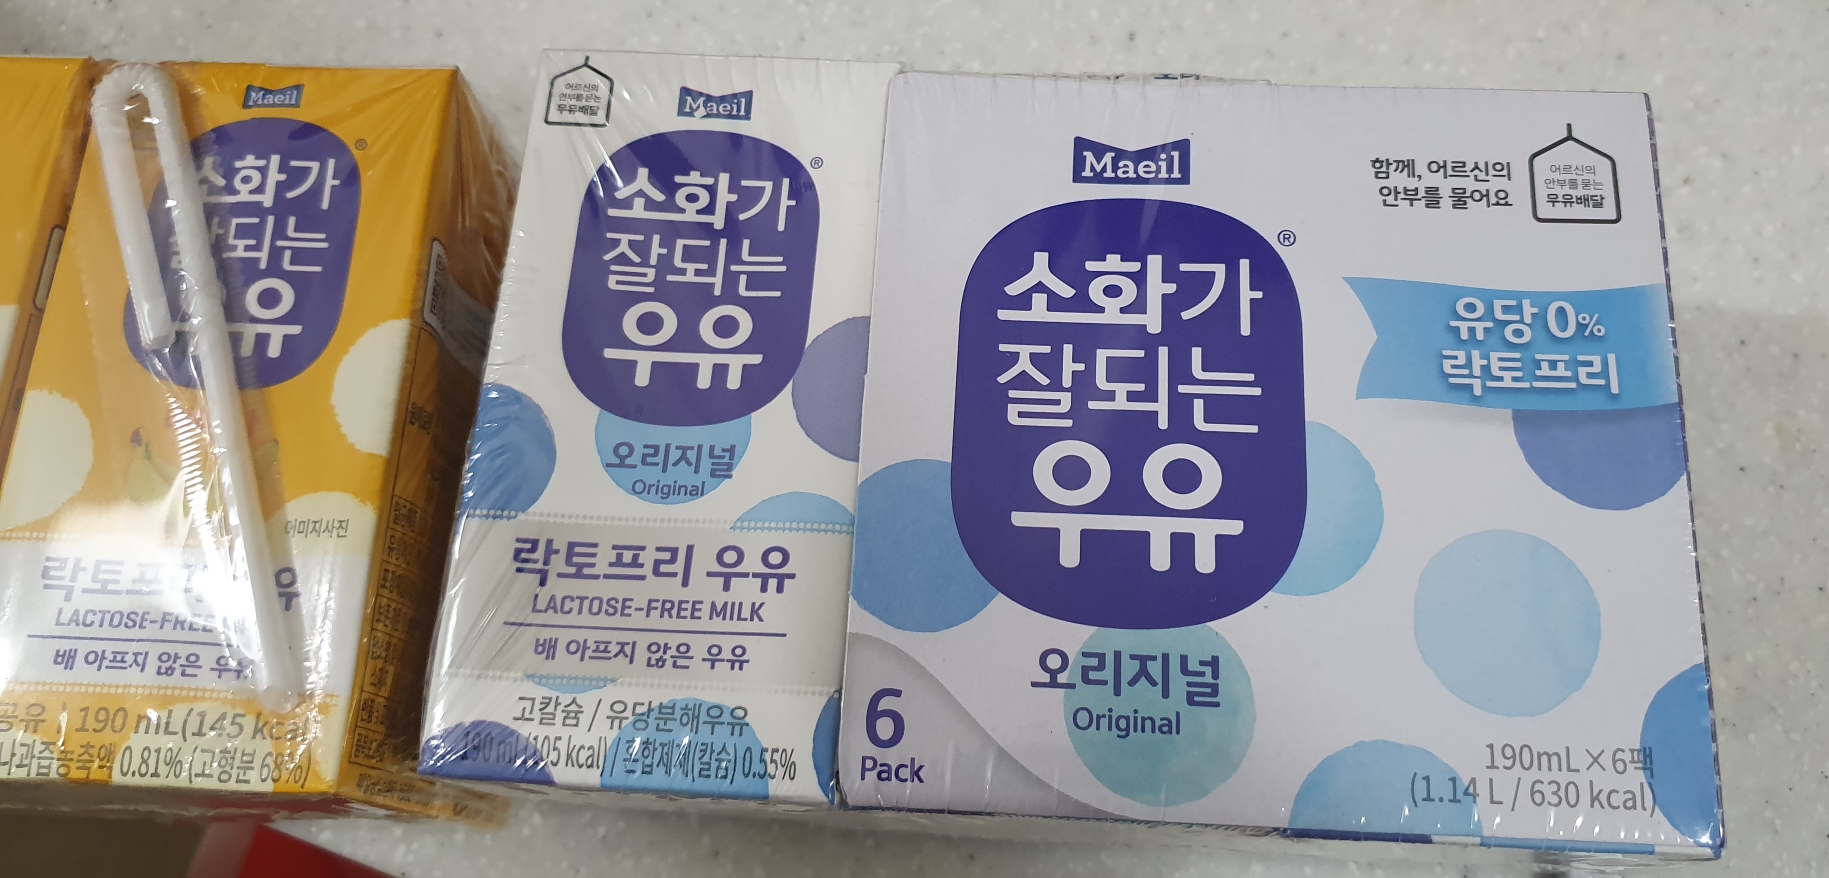 Maeil
소화가
잘되는
우유
®
이미지사진
락토프리
LACTOSE-FREE
배 아프지 않은 우유
공유 | 190 mL(145 kcal)
나과즙농축액 0.81% (고형분 68%)
어르신의
안부를 묻는
우유배달
Maeil
®
소화가
잘되는
우유
오리지널
Original
락토프리 우유
LACTOSE-FREE MILK
배 아프지 않은 우유
고칼슘 / 유당분해우유
190 mL(105 kcal) / 혼합제제(칼슘) 0.55%
Maeil
함께, 어르신의
안부를 물어요
어르신의
안부를 묻는
우유배달
®
소화가
잘되는
우유
유당 0%
락토프리
오리지널
Original
6
Pack
190mL×6팩
(1.14 L / 630 kcal)